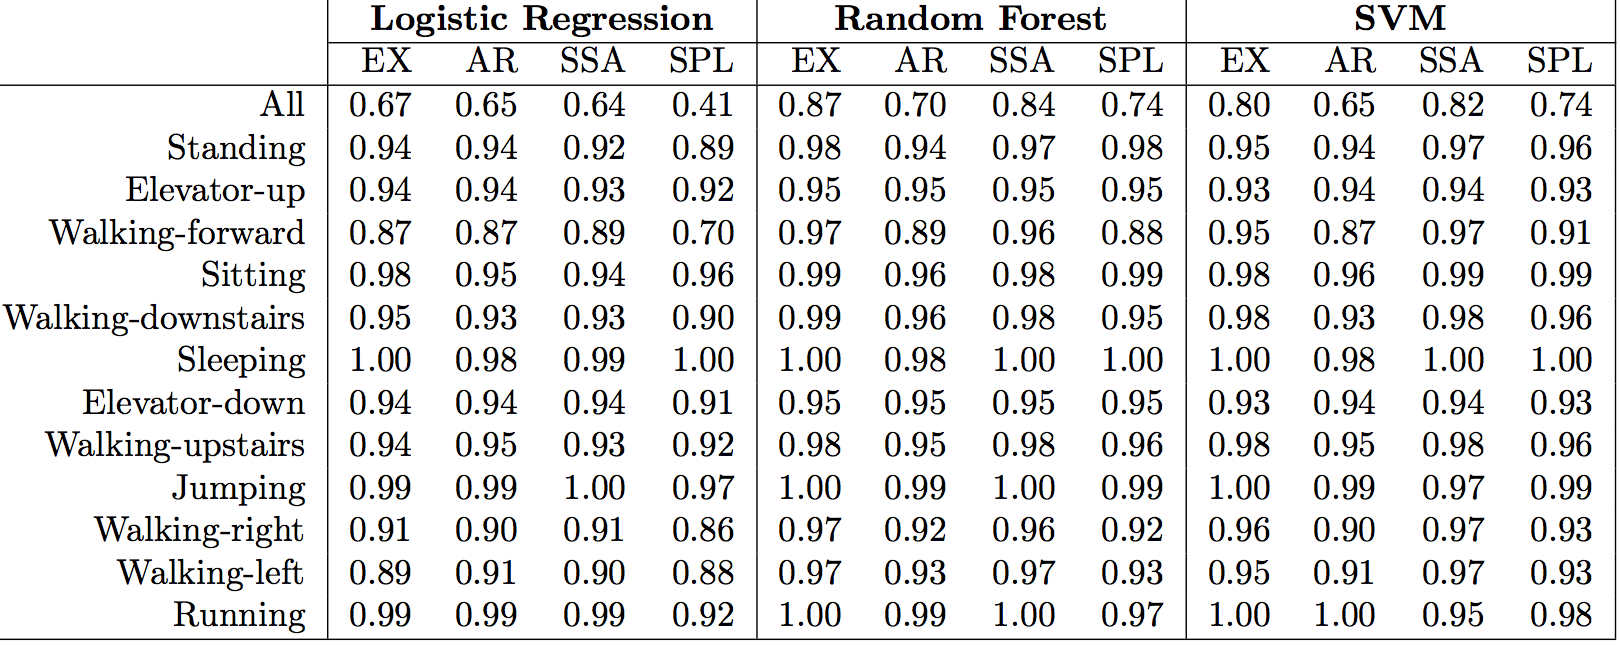 Logistic Regression Random Forest SVM
EX AR SSA SPL EX AR SSA SPL EX AR SSA SPL
All 0.67 0.65 0.64 0.41 0.87 0.70 0.84 0.74 0.80 0.65 0.82 0.74
Standing 0.94 0.94 0.92 0.89 0.98 0.94 0.97 0.98 0.95 0.94 0.97 0.96
Elevator-up 0.94 0.94 0.93 0.92 0.95 0.95 0.95 0.95 0.93 0.94 0.94 0.93
Walking-forward 0.87 0.87 0.89 0.70 0.97 0.89 0.96 0.88 0.95 0.87 0.97 0.91
Sitting 0.98 0.95 0.94 0.96 0.99 0.96 0.98 0.99 0.98 0.96 0.99 0.99
Walking-downstairs 0.95 0.93 0.93 0.90 0.99 0.96 0.98 0.95 0.98 0.93 0.98 0.96
Sleeping 1.00 0.98 0.99 1.00 1.00 0.98 1.00 1.00 1.00 0.98 1.00 1.00
Elevator-down 0.94 0.94 0.94 0.91 0.95 0.95 0.95 0.95 0.93 0.94 0.94 0.93
Walking-upstairs 0.94 0.95 0.93 0.92 0.98 0.95 0.98 0.96 0.98 0.95 0.98 0.96
Jumping 0.99 0.99 1.00 0.97 1.00 0.99 1.00 0.99 1.00 0.99 0.97 0.99
Walking-right 0.91 0.90 0.91 0.86 0.97 0.92 0.96 0.92 0.96 0.90 0.97 0.93
Walking-left 0.89 0.91 0.90 0.88 0.97 0.93 0.97 0.93 0.95 0.91 0.97 0.93
Running 0.99 0.99 0.99 0.92 1.00 0.99 1.00 0.97 1.00 1.00 0.95 0.98